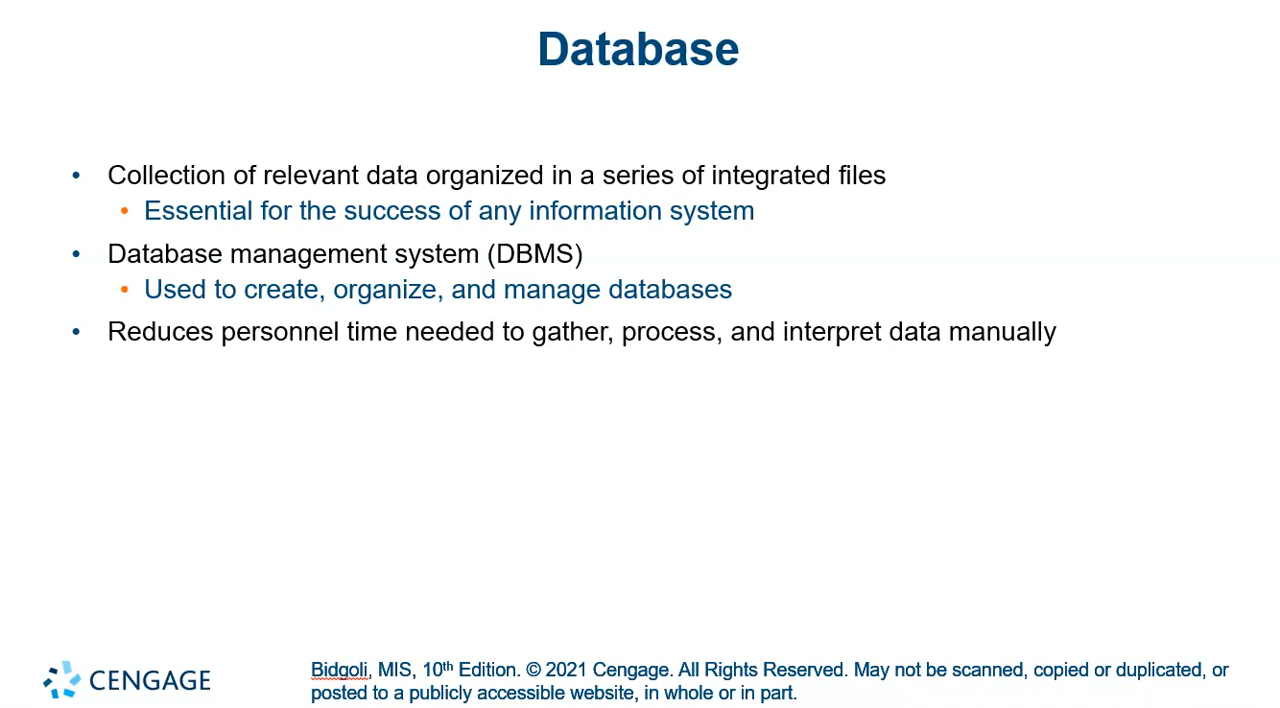 Database
• Collection of relevant data organized in a series of integrated files
• Essential for the success of any information system
• Database management system (DBMS)
• Used to create, organize, and manage databases
• Reduces personnel time needed to gather, process, and interpret data manually
CENGAGE
Bidgoli, MIS, 10th Edition. © 2021 Cengage. All Rights Reserved. May not be scanned, copied or duplicated, or
posted to a publicly accessible website, in whole or in part.